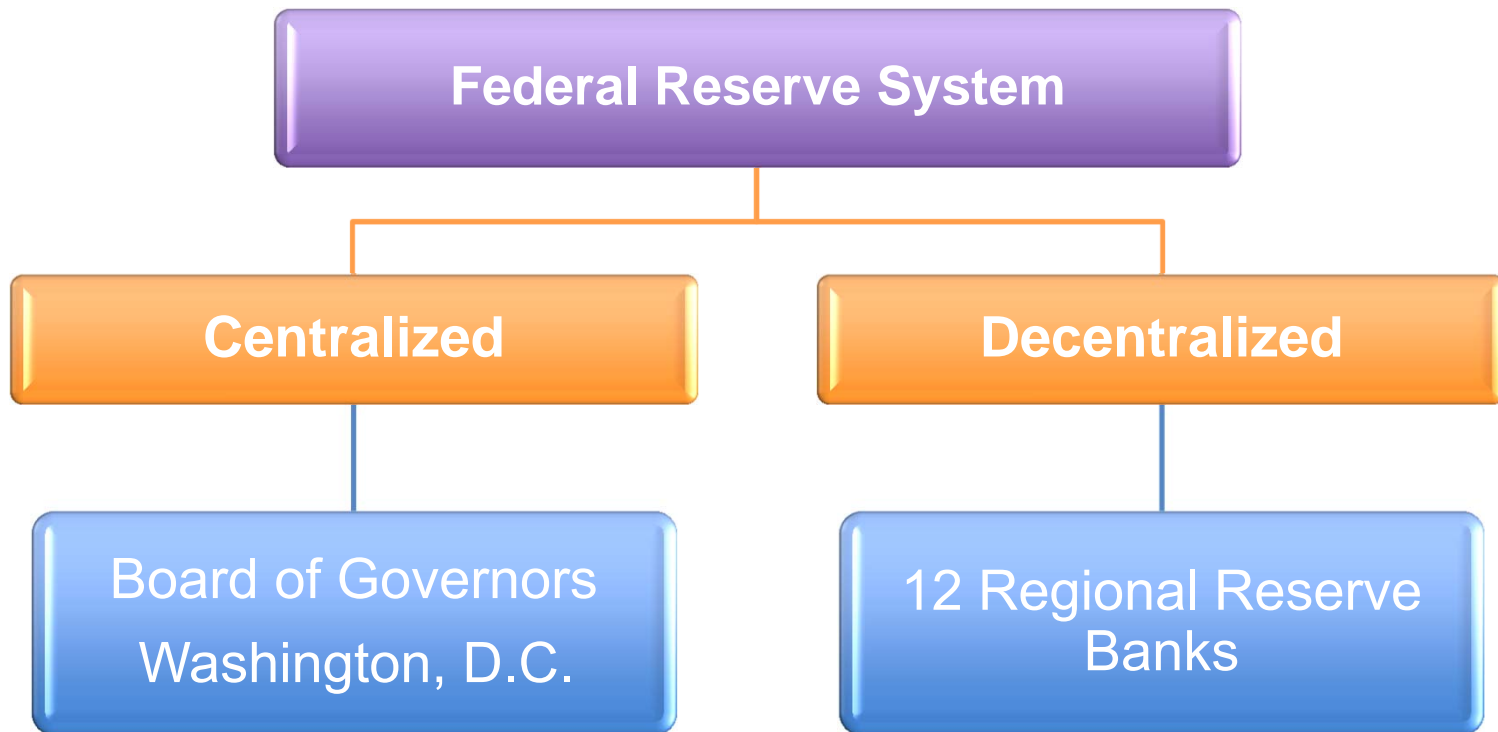 Federal Reserve System
Centralized
Decentralized
Board of Governors
Washington, D.C.
12 Regional Reserve
Banks